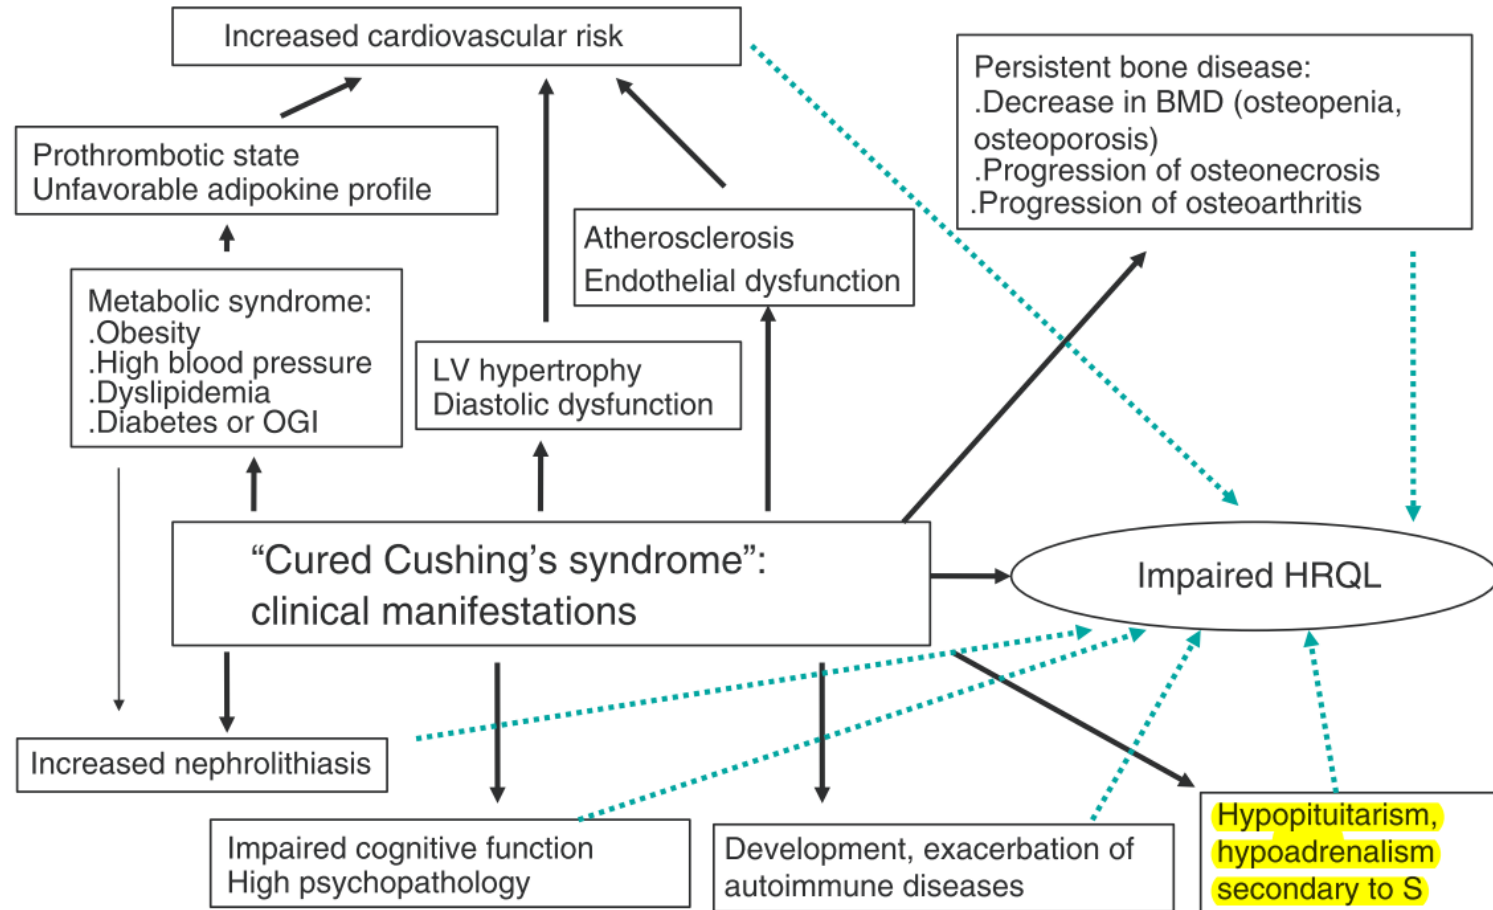 Increased cardiovascular risk
Persistent bone disease:
.Decrease in BMD (osteopenia,
osteoporosis)
.Progression of osteonecrosis
.Progression of osteoarthritis
Prothrombotic state
Unfavorable adipokine profile
Atherosclerosis
Endothelial dysfunction
Metabolic syndrome:
.Obesity
.High blood pressure
.Dyslipidemia
.Diabetes or OGI
LV hypertrophy
Diastolic dysfunction
“Cured Cushing’s syndrome”:
clinical manifestations
Impaired HRQL
Increased nephrolithiasis
Impaired cognitive function
High psychopathology
Development, exacerbation of
autoimmune diseases
Hypopituitarism,
hypoadrenalism
secondary to S